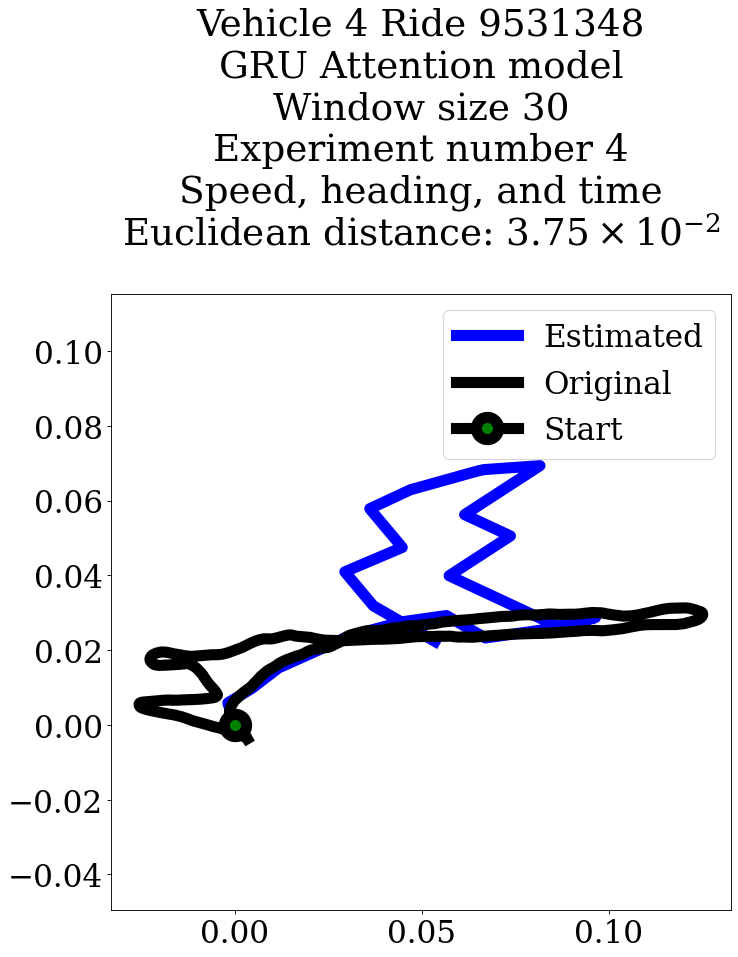 Vehicle 4 Ride 9531348
GRU Attention model
Window size 30
Experiment number 4
Speed, heading, and time
Euclidean distance: 3.75 × 10⁻²
Estimated
Original
Start
0.10
0.08
0.06
0.04
0.02
0.00
−0.02
−0.04
0.00 0.05 0.10